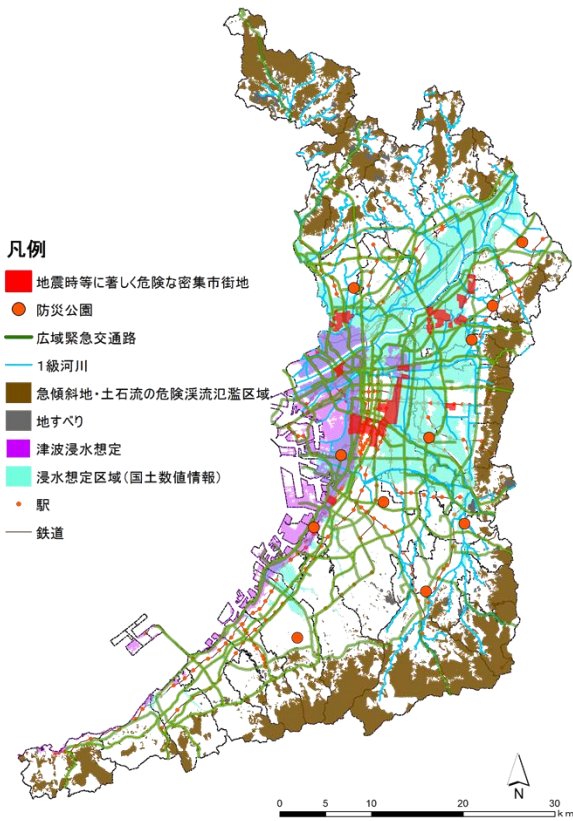 凡例
地震時等に著しく危険な密集市街地
防災公園
広域緊急交通路
1級河川
急傾斜地・土石流の危険渓流氾濫区域
地すべり
津波浸水想定
浸水想定区域(国土数値情報)
駅
鉄道
N
0 5 10 20 30
km